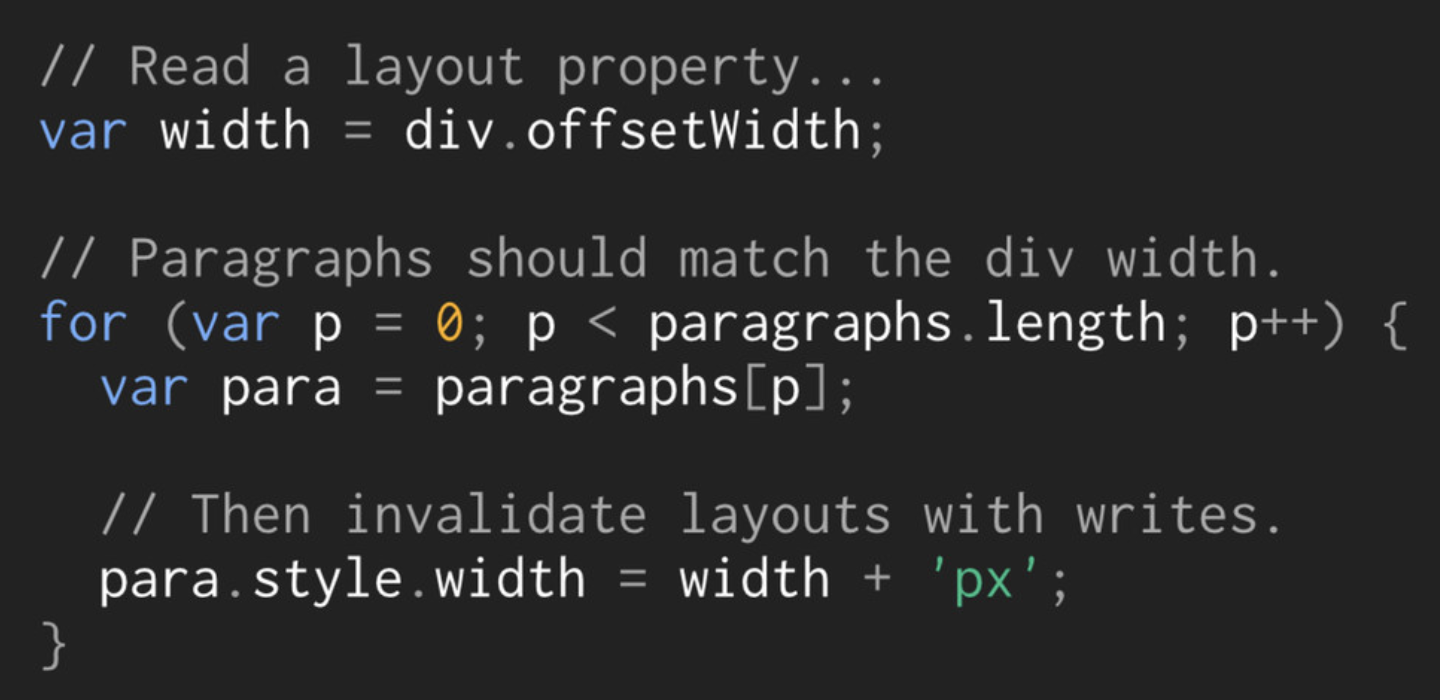 // Read a layout property...
var width = div.offsetWidth;

// Paragraphs should match the div width.
for (var p = 0; p < paragraphs.length; p++) {
  var para = paragraphs[p];

  // Then invalidate layouts with writes.
  para.style.width = width + 'px';
}